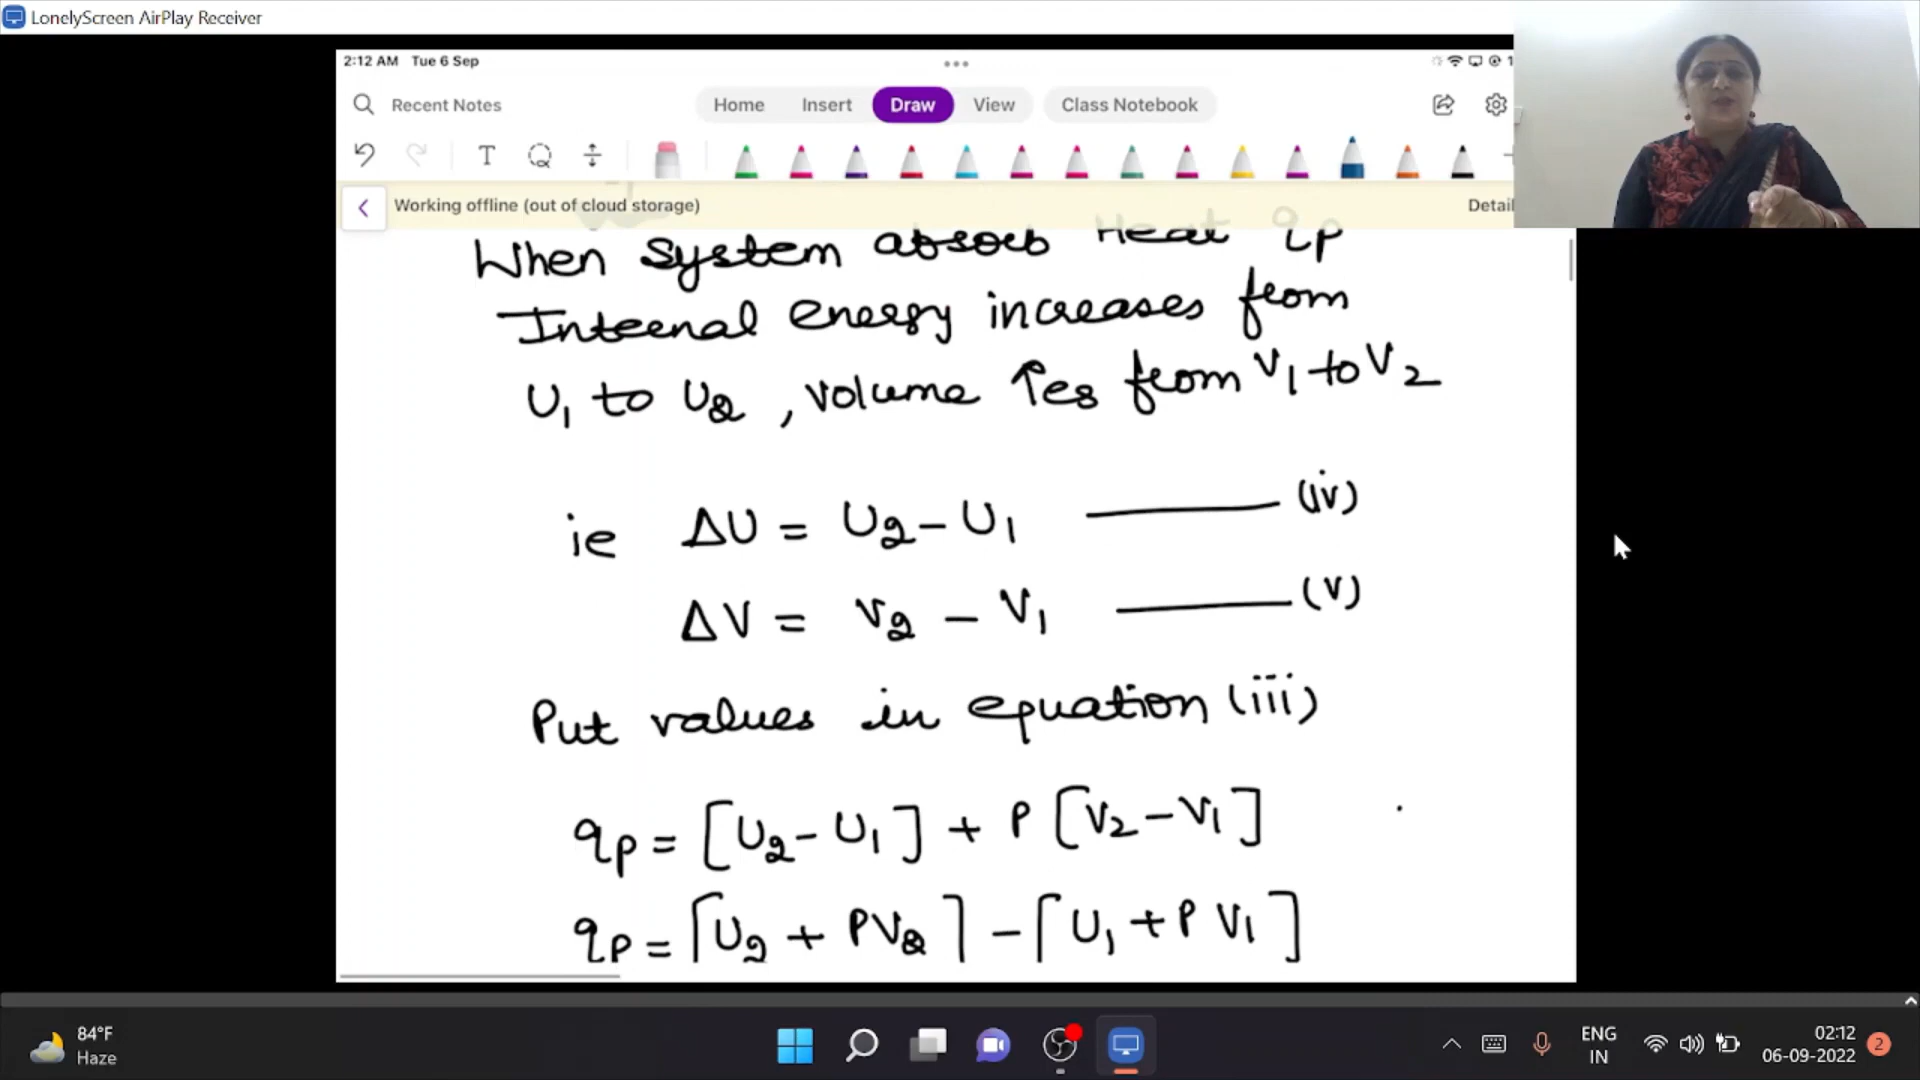 LonelyScreen AirPlay Receiver
2:12 AM Tue 6 Sep
Recent Notes Home Insert Draw View Class Notebook
T
Working offline (out of cloud storage) Detail
When system absorb Heat qp
Internal energy increases from
U1 to U2 , volume ↑es from V1 to V2
ie ΔU = U2 - U1 ——— (iv)
ΔV = V2 - V1 ——— (V)
Put values in equation (iii)
qp = [U2 - U1] + P [V2 - V1]
qp = [U2 + PV2] - [U1 + P V1]
84°F
Haze
ENG
IN
02:12
06-09-2022
2